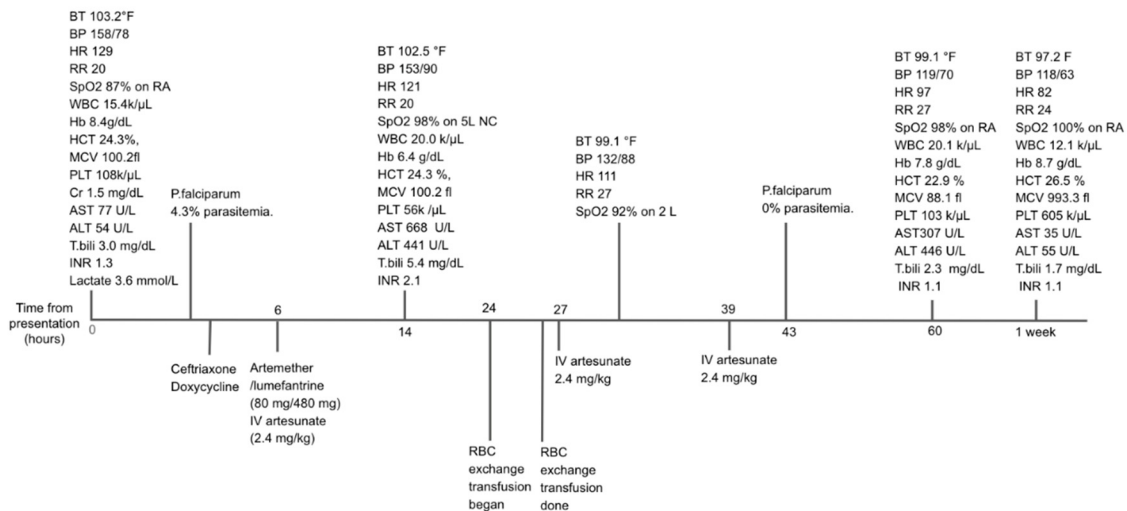 BT 103.2°F
BP 158/78
HR 129
RR 20
SpO2 87% on RA
WBC 15.4k/µL
Hb 8.4g/dL
HCT 24.3%,
MCV 100.2fl
PLT 108k/µL
Cr 1.5 mg/dL
AST 77 U/L
ALT 54 U/L
T.bili 3.0 mg/dL
INR 1.3
Lactate 3.6 mmol/L
P.falciparum
4.3% parasitemia.
BT 102.5 °F
BP 153/90
HR 121
RR 20
SpO2 98% on 5L NC
WBC 20.0 k/µL
Hb 6.4 g/dL
HCT 24.3 %,
MCV 100.2 fl
PLT 56k /µL
AST 668 U/L
ALT 441 U/L
T.bili 5.4 mg/dL
INR 2.1
BT 99.1 °F
BP 132/88
HR 111
RR 27
SpO2 92% on 2 L
P.falciparum
0% parasitemia.
BT 99.1 °F
BP 119/70
HR 97
RR 27
SpO2 98% on RA
WBC 20.1 k/µL
Hb 7.8 g/dL
HCT 22.9 %
MCV 88.1 fl
PLT 103 k/µL
AST307 U/L
ALT 446 U/L
T.bili 2.3 mg/dL
INR 1.1
BT 97.2 F
BP 118/63
HR 82
RR 24
SpO2 100% on RA
WBC 12.1 k/µL
Hb 8.7 g/dL
HCT 26.5 %
MCV 993.3 fl
PLT 605 k/µL
AST 35 U/L
ALT 55 U/L
T.bili 1.7 mg/dL
INR 1.1
Time from
presentation
(hours)
0
6
14
24
27
39
43
60
1 week
Ceftriaxone
Doxycycline
Artemether
/lumefantrine
(80 mg/480 mg)
IV artesunate
(2.4 mg/kg)
RBC
exchange
transfusion
began
RBC
exchange
transfusion
done
IV artesunate
2.4 mg/kg
IV artesunate
2.4 mg/kg